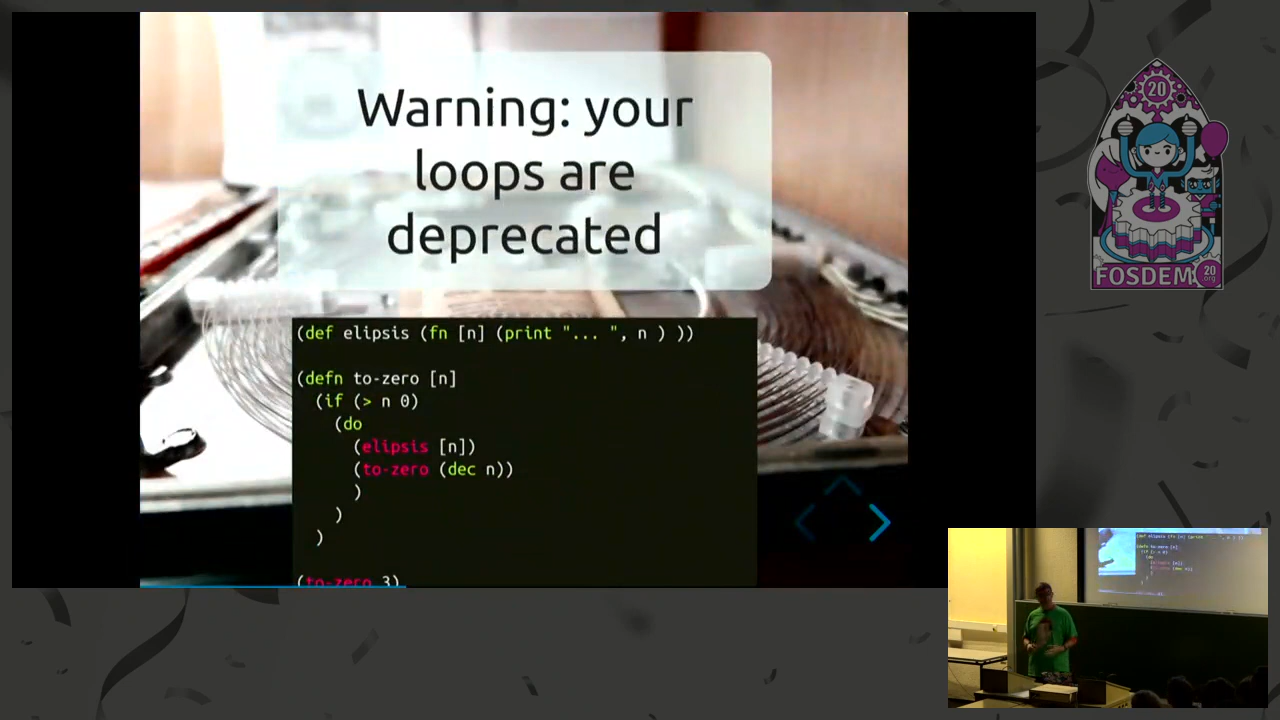 Warning: your
loops are
deprecated
(def elipsis (fn [n] (print "... ", n ) ))
(defn to-zero [n]
(if (> n 0)
(do
(elipsis [n])
(to-zero (dec n))
)
)
)
(to-zero 3)
20
FOSDEM
20
org